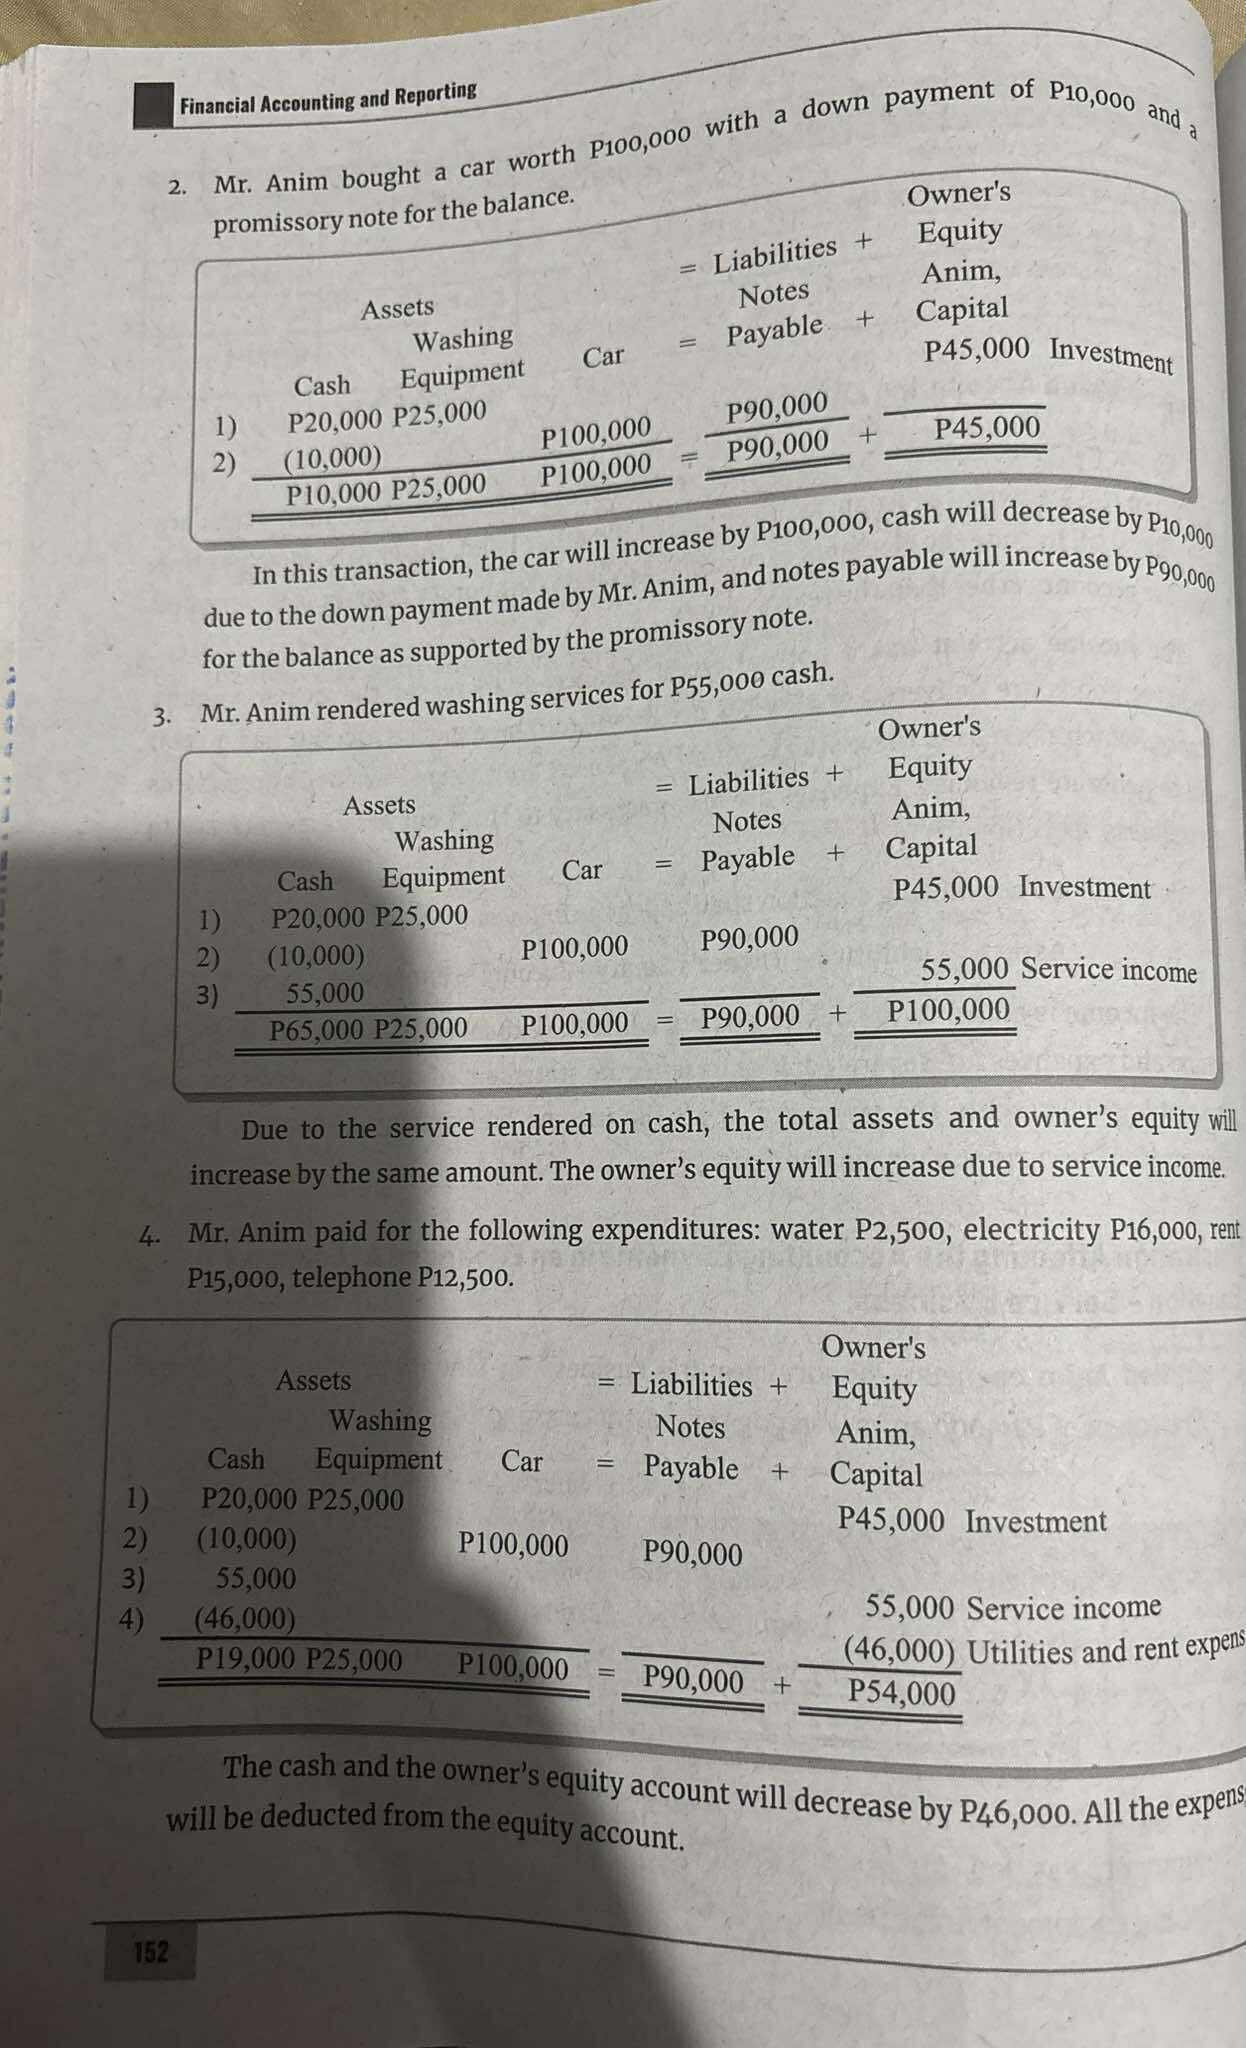 Financial Accounting and Reporting
2. Mr. Anim bought a car worth P100,000 with a down payment of P10,000 and a
promissory note for the balance.
Owner's
= Liabilities + Equity
Assets Notes Anim,
Washing = Payable + Capital
Cash Equipment Car
P45,000 Investment
1) P20,000 P25,000
2) (10,000) P100,000 P90,000
P10,000 P25,000 P100,000 = P90,000 + P45,000
In this transaction, the car will increase by P100,000, cash will decrease by P10,000
due to the down payment made by Mr. Anim, and notes payable will increase by P90,000
for the balance as supported by the promissory note.
3. Mr. Anim rendered washing services for P55,000 cash.
Owner's
Assets = Liabilities + Equity
Washing Notes Anim,
Cash Equipment Car = Payable + Capital
1) P20,000 P25,000 P45,000 Investment
2) (10,000) P100,000 P90,000
3) 55,000 55,000 Service income
P65,000 P25,000 P100,000 = P90,000 + P100,000
Due to the service rendered on cash, the total assets and owner's equity will
increase by the same amount. The owner's equity will increase due to service income.
4. Mr. Anim paid for the following expenditures: water P2,500, electricity P16,000, rent
P15,000, telephone P12,500.
Owner's
Assets = Liabilities + Equity
Washing Notes Anim,
Cash Equipment Car = Payable + Capital
1) P20,000 P25,000 P45,000 Investment
2) (10,000) P100,000 P90,000
3) 55,000 55,000 Service income
4) (46,000) (46,000) Utilities and rent expens
P19,000 P25,000 P100,000 = P90,000 + P54,000
The cash and the owner's equity account will decrease by P46,000. All the expens
will be deducted from the equity account.
152